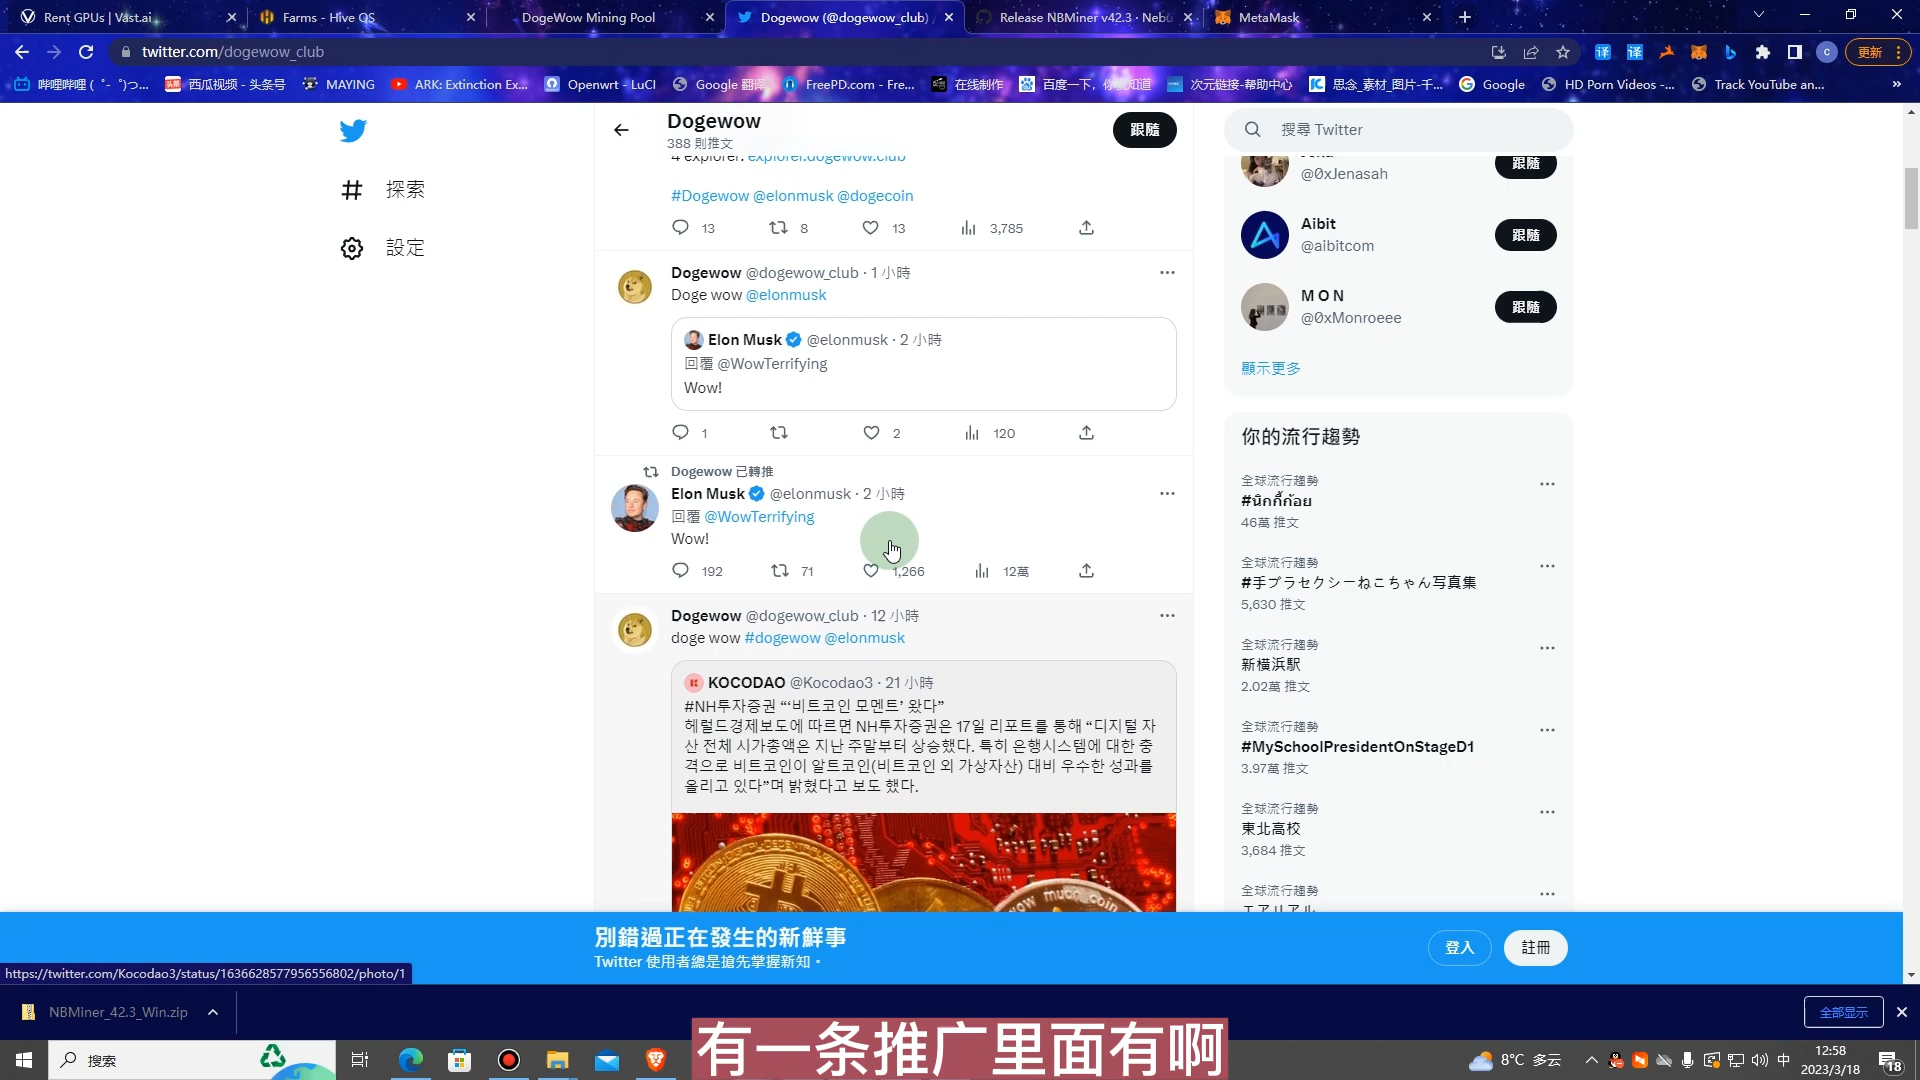 Rent GPUs | Vast.ai
Farms - Hive OS
DogeWow Mining Pool
Dogewow (@dogewow_club)
Release NBMiner v42.3 · Nebu
MetaMask
twitter.com/dogewow_club
更新
哔哩哔哩 (゜-゜)つ...
西瓜视频 - 头条号
MAYING
ARK: Extinction Ex...
Openwrt - LuCI
Google 翻译
FreePD.com - Fre...
在线制作
百度一下，你就知道
次元链接-帮助中心
思念_素材_图片-千...
Google
HD Porn Videos -...
Track YouTube an...
探索
設定
Dogewow
388 則推文
跟隨
4 explorer: explorer.dogewow.club
#Dogewow @elonmusk @dogecoin
13 8 13 3,785
Dogewow @dogewow_club · 1 小時
Doge wow @elonmusk
Elon Musk @elonmusk · 2 小時
回覆 @WowTerrifying
Wow!
1 2 120
Dogewow 已轉推
Elon Musk @elonmusk · 2 小時
回覆 @WowTerrifying
Wow!
192 71 1,266 12萬
Dogewow @dogewow_club · 12 小時
doge wow #dogewow @elonmusk
KOCODAO @Kocodao3 · 21 小時
#NH투자증권 “‘비트코인 모멘트’ 왔다”
헤럴드경제보도에 따르면 NH투자증권은 17일 리포트를 통해 “디지털 자
산 전체 시가총액은 지난 주말부터 상승했다. 특히 은행시스템에 대한 충
격으로 비트코인이 알트코인(비트코인 외 가상자산) 대비 우수한 성과를
올리고 있다”며 밝혔다고 보도 했다.
wow much coin
搜尋 Twitter
@0xJenasah
跟隨
Aibit
@aibitcom
跟隨
M O N
@0xMonroeee
跟隨
顯示更多
你的流行趨勢
全球流行趨勢
#นิกกี้ก้อย
46萬 推文
全球流行趨勢
#手ブラセクシーねこちゃん写真集
5,630 推文
全球流行趨勢
新横浜駅
2.02萬 推文
全球流行趨勢
#MySchoolPresidentOnStageD1
3.97萬 推文
全球流行趨勢
東北高校
3,684 推文
全球流行趨勢
エアリアル
別錯過正在發生的新鮮事
Twitter 使用者總是搶先掌握新知。
登入
註冊
https://twitter.com/Kocodao3/status/1636628577956556802/photo/1
NBMiner_42.3_Win.zip
全部显示
有一条推广里面有啊
搜索
8°C 多云
中
12:58
2023/3/18
18